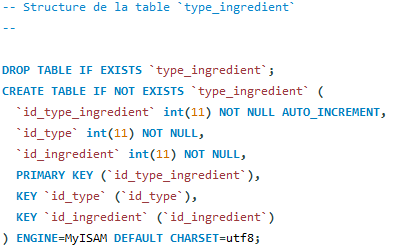 -- Structure de la table `type_ingredient`
--
DROP TABLE IF EXISTS `type_ingredient`;
CREATE TABLE IF NOT EXISTS `type_ingredient` (
  `id_type_ingredient` int(11) NOT NULL AUTO_INCREMENT,
  `id_type` int(11) NOT NULL,
  `id_ingredient` int(11) NOT NULL,
  PRIMARY KEY (`id_type_ingredient`),
  KEY `id_type` (`id_type`),
  KEY `id_ingredient` (`id_ingredient`)
) ENGINE=MyISAM DEFAULT CHARSET=utf8;